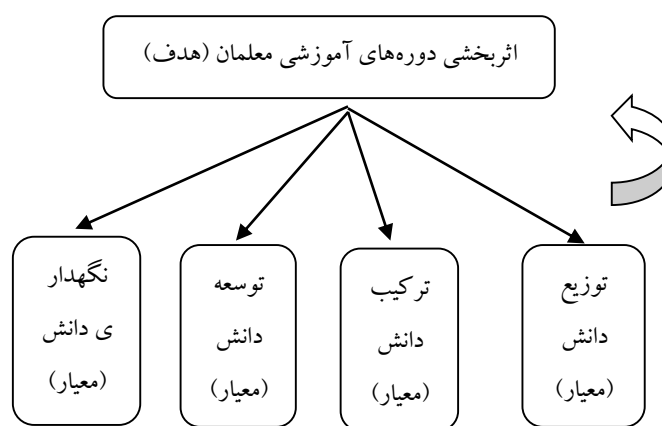 اثربخشی دوره‌های آموزشی معلمان (هدف)
توزیع
دانش
(معیار)
ترکیب
دانش
(معیار)
توسعه
دانش
(معیار)
نگهدار
ی دانش
(معیار)